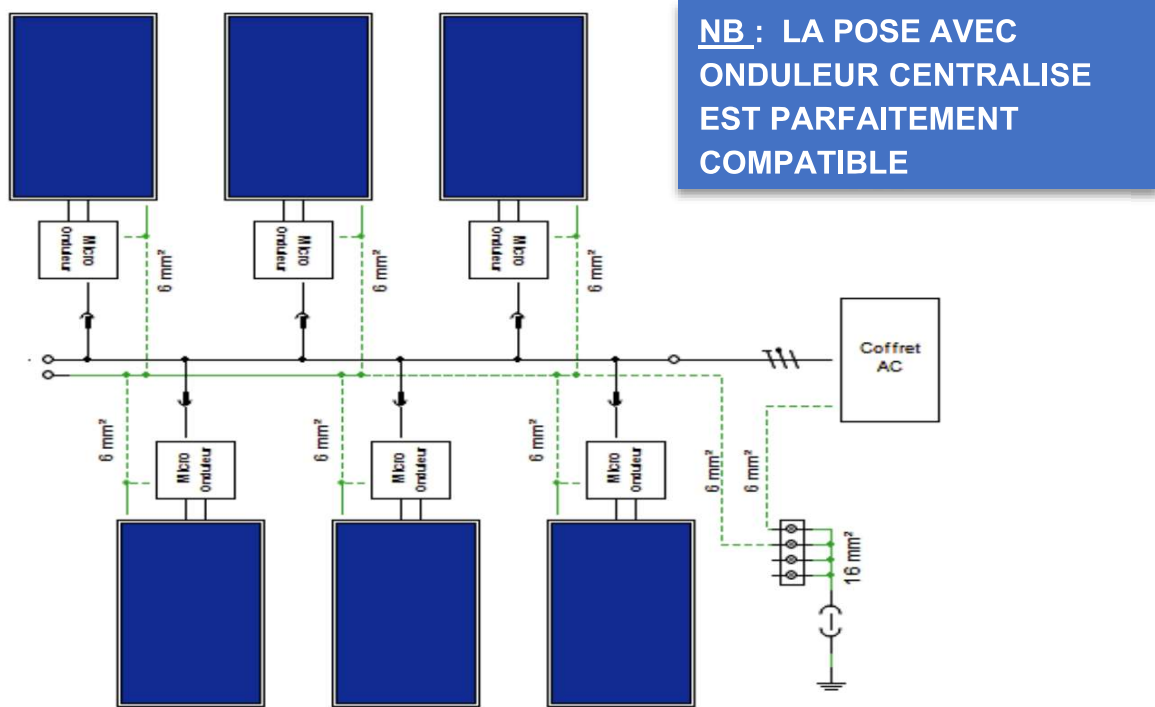 NB : LA POSE AVEC
ONDULEUR CENTRALISE
EST PARFAITEMENT
COMPATIBLE
Micro
Onduleur
6 mm²
Micro
Onduleur
6 mm²
Micro
Onduleur
6 mm²
Coffret
AC
6 mm²
Micro
Onduleur
6 mm²
Micro
Onduleur
6 mm²
Micro
Onduleur
6 mm²
6 mm²
16 mm²